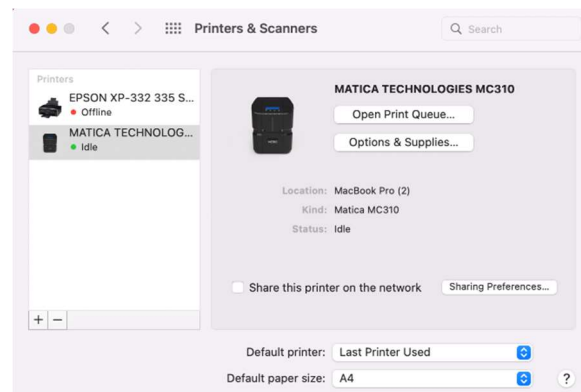 Printers & Scanners
Search
Printers
EPSON XP-332 335 S...
Offline
MATICA TECHNOLOG...
Idle
+ −
MATICA TECHNOLOGIES MC310
Open Print Queue...
Options & Supplies...
Location: MacBook Pro (2)
Kind: Matica MC310
Status: Idle
Share this printer on the network
Sharing Preferences...
Default printer: Last Printer Used
Default paper size: A4
?